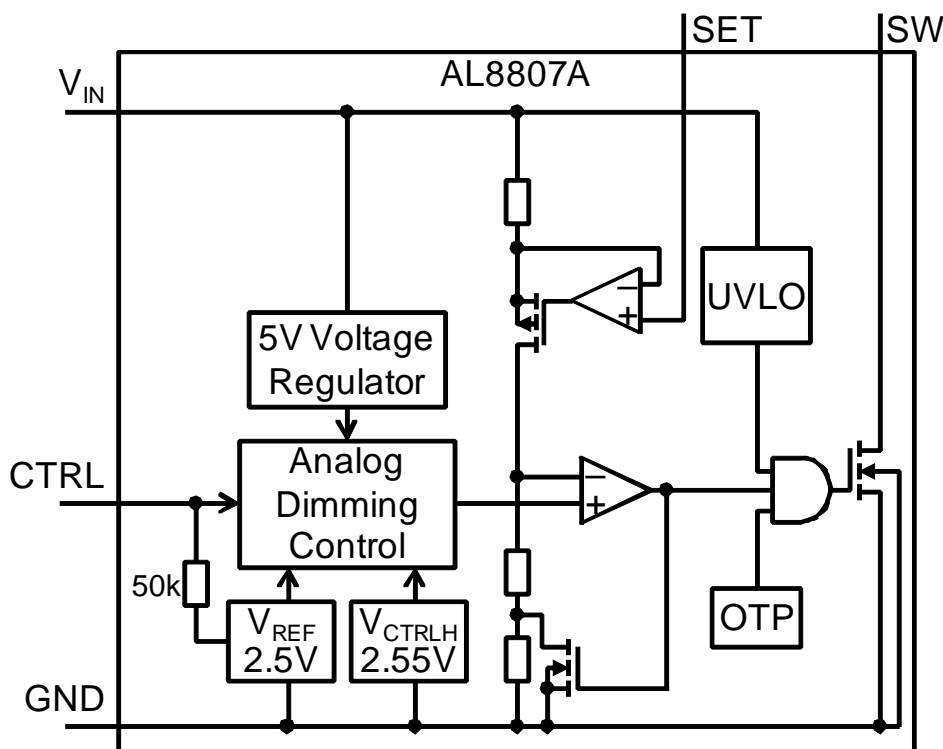 SET
SW
AL8807A
V_IN
UVLO
−
+
5V Voltage
Regulator
CTRL
Analog
Dimming
Control
−
+
50k
V_REF
2.5V
V_CTRLH
2.55V
OTP
GND